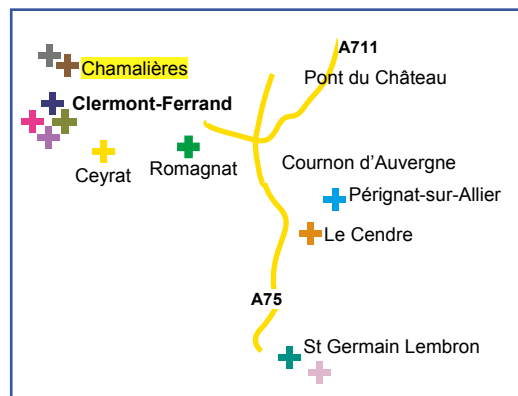 A711
Chamalières
Pont du Château
Clermont-Ferrand
Cournon d'Auvergne
Romagnat
Ceyrat
Pérignat-sur-Allier
Le Cendre
A75
St Germain Lembron